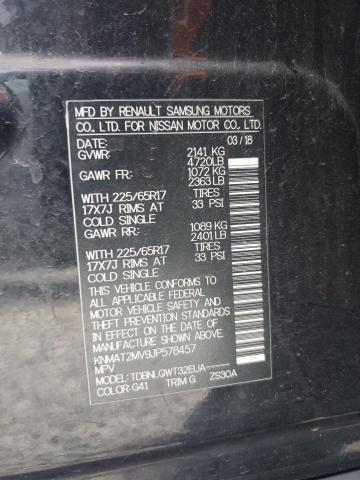 MFD BY RENAULT SAMSUNG MOTORS
CO., LTD. FOR NISSAN MOTOR CO., LTD.
DATE: 03/18
GVWR: 2141 KG
4720LB
GAWR FR: 1072 KG
2363LB
WITH 225/65R17 TIRES
17X7J RIMS AT 33 PSI
COLD SINGLE
GAWR RR: 1089 KG
2401LB
WITH 225/65R17 TIRES
17X7J RIMS AT 33 PSI
COLD SINGLE
THIS VEHICLE CONFORMS TO ALL
APPLICABLE U.S. FEDERAL MOTOR
VEHICLE SAFETY AND BUMPER
STANDARDS IN EFFECT ON THE
DATE OF MANUFACTURE SHOWN ABOVE.
KNMAT2MV9JP578457
MPV
MODEL: TDBNLQWT32EUA-----
COLOR: G41 TRIM: G ZS30A